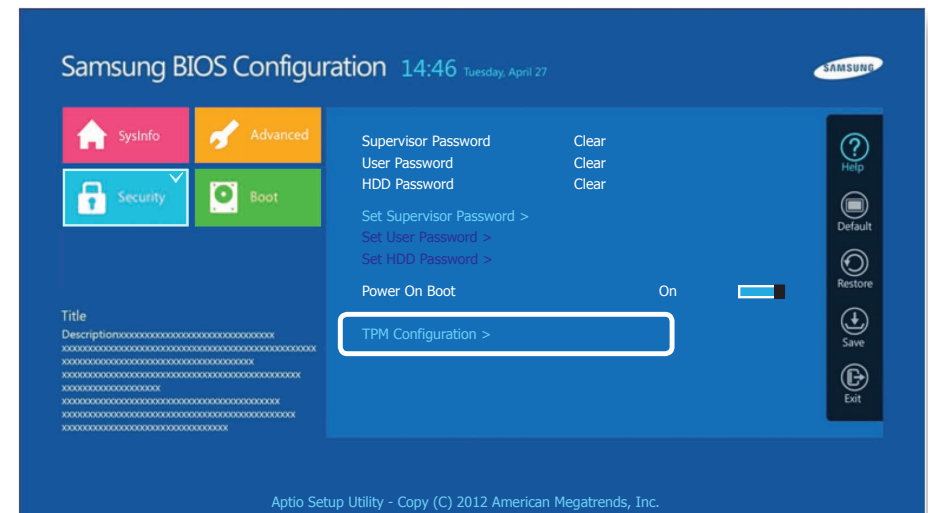 Samsung BIOS Configuration 14:46 Tuesday, April 27
SAMSUNG
SysInfo
Advanced
Security
Boot
Title
Descriptionxxxxxxxxxxxxxxxxxxxxxxxxxxxxx
Supervisor Password Clear
User Password Clear
HDD Password Clear
Set Supervisor Password >
Set User Password >
Set HDD Password >
Power On Boot On
TPM Configuration >
Help
Default
Restore
Save
Exit
Aptio Setup Utility - Copy (C) 2012 American Megatrends, Inc.